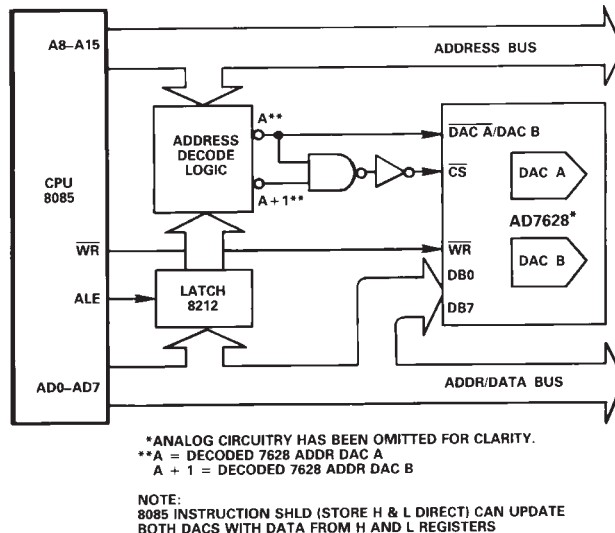 A8–A15
ADDRESS BUS
A**
ADDRESS
DECODE
LOGIC
DAC A/DAC B
CPU
8085
CS
DAC A
A + 1**
AD7628*
WR
WR
DAC B
DB0
ALE
LATCH
8212
DB7
AD0–AD7
ADDR/DATA BUS
*ANALOG CIRCUITRY HAS BEEN OMITTED FOR CLARITY.
**A = DECODED 7628 ADDR DAC A
A + 1 = DECODED 7628 ADDR DAC B
NOTE:
8085 INSTRUCTION SHLD (STORE H & L DIRECT) CAN UPDATE
BOTH DACS WITH DATA FROM H AND L REGISTERS